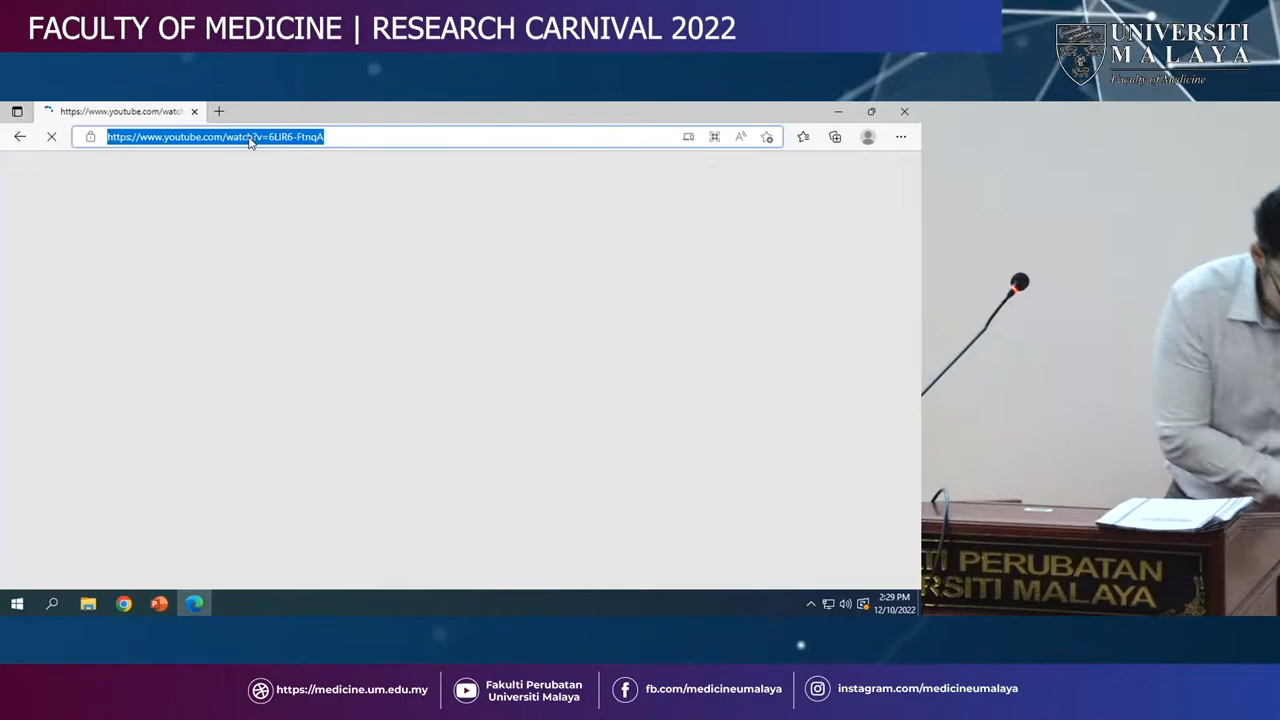 FACULTY OF MEDICINE | RESEARCH CARNIVAL 2022
UNIVERSITI
MALAYA
Faculty of Medicine
https://www.youtube.com/watch
https://www.youtube.com/watch?v=6LlR6-FtnqA
TI PERUBATAN
RSITI MALAYA
2:29 PM
12/10/2022
https://medicine.um.edu.my
Fakulti Perubatan
Universiti Malaya
fb.com/medicineumalaya
instagram.com/medicineumalaya